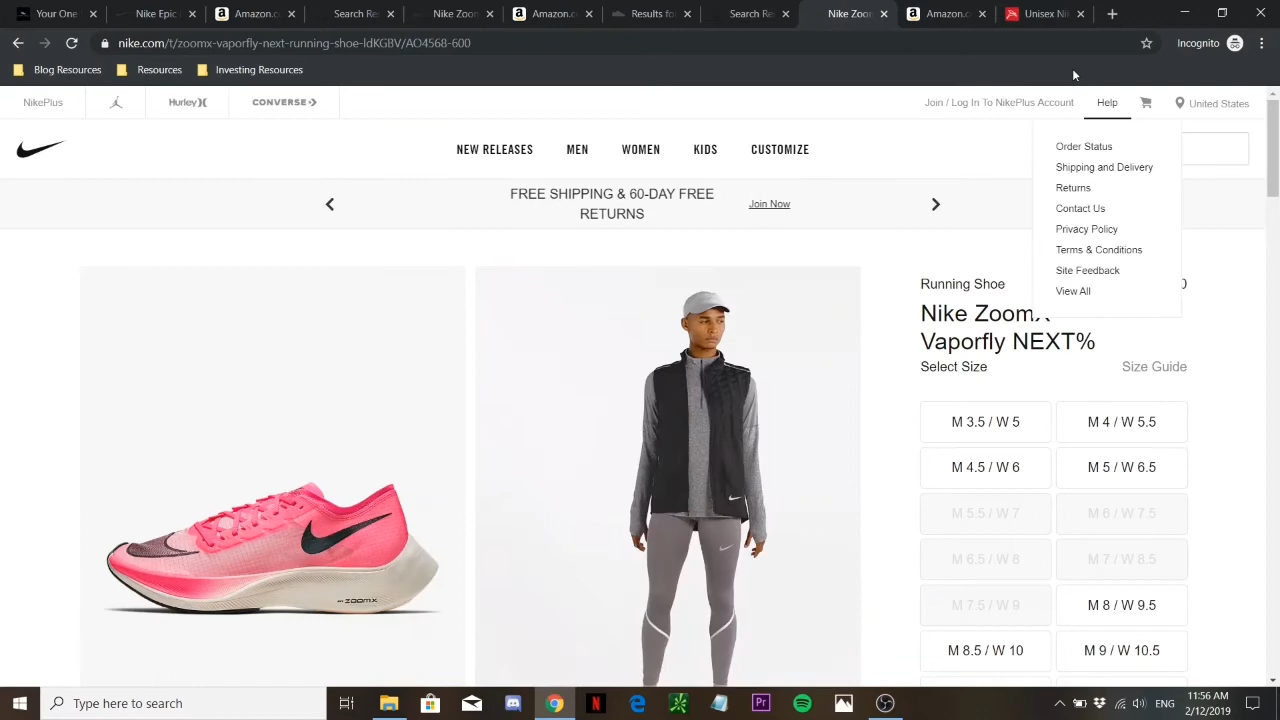 Your One
Nike Epic
Amazon.c
Search Re
Nike Zoom
Amazon.c
Results fo
Search Re
Nike Zoo
Amazon.c
Unisex Ni
nike.com/t/zoomx-vaporfly-next-running-shoe-ldKGBV/AO4568-600
Incognito
Blog Resources
Resources
Investing Resources
NikePlus
Hurley
CONVERSE
Join / Log In To NikePlus Account
Help
United States
NEW RELEASES
MEN
WOMEN
KIDS
CUSTOMIZE
Order Status
Shipping and Delivery
Returns
Contact Us
Privacy Policy
Terms & Conditions
Site Feedback
View All
FREE SHIPPING & 60-DAY FREE
RETURNS
Join Now
Running Shoe
0
Nike ZoomX
Vaporfly NEXT%
Select Size
Size Guide
M 3.5 / W 5
M 4 / W 5.5
M 4.5 / W 6
M 5 / W 6.5
M 5.5 / W 7
M 6 / W 7.5
M 6.5 / W 8
M 7 / W 8.5
M 7.5 / W 9
M 8 / W 9.5
M 8.5 / W 10
M 9 / W 10.5
ZOOMX
Type here to search
Pr
ENG
11:56 AM
2/12/2019